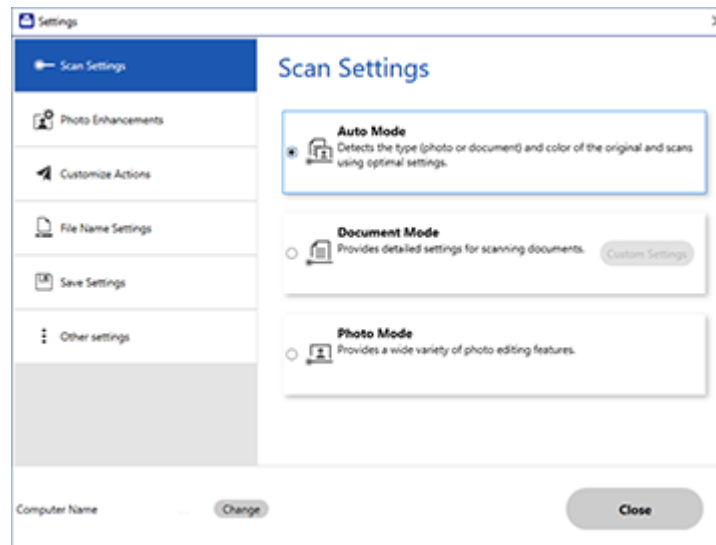 Settings
Scan Settings
Photo Enhancements
Customize Actions
File Name Settings
Save Settings
Other settings
Scan Settings
Auto Mode
Detects the type (photo or document) and color of the original and scans
using optimal settings.
Document Mode
Provides detailed settings for scanning documents.
Custom Settings
Photo Mode
Provides a wide variety of photo editing features.
Computer Name
Change
Close